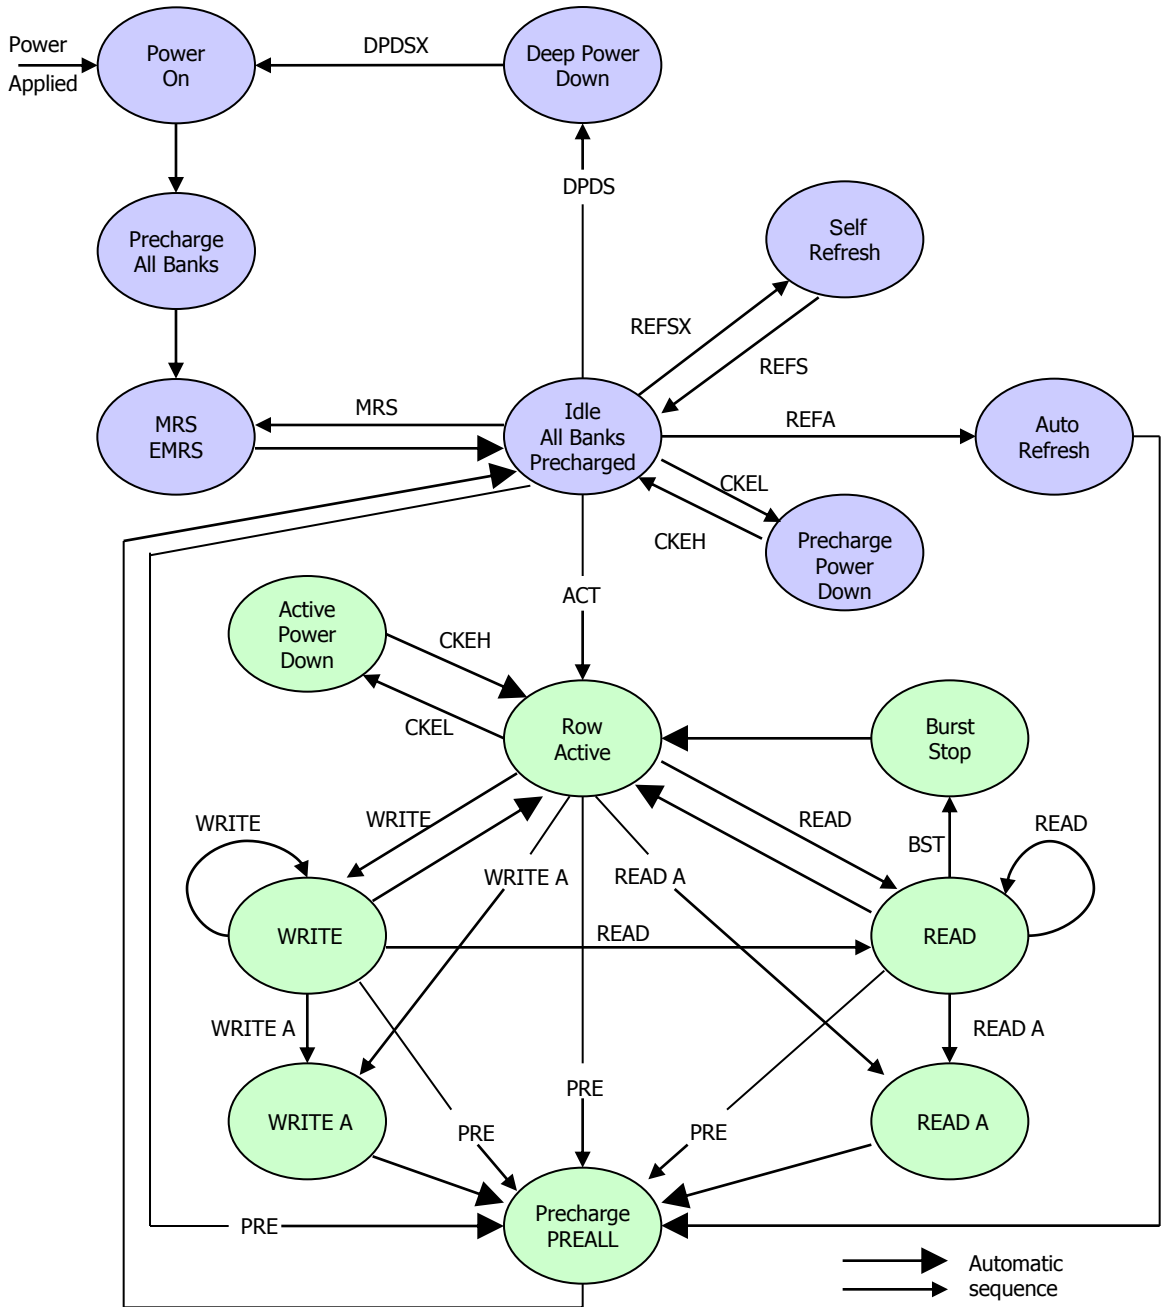 Power
Applied
Power
On
DPDSX
Deep Power
Down
DPDS
Precharge
All Banks
Self
Refresh
REFSX
REFS
MRS
EMRS
MRS
Idle
All Banks
Precharged
REFA
Auto
Refresh
CKEL
CKEH
Precharge
Power
Down
ACT
Active
Power
Down
CKEH
CKEL
Row
Active
Burst
Stop
WRITE
WRITE
READ
BST
READ
WRITE A
READ A
WRITE
READ
READ
WRITE A
READ A
WRITE A
PRE
READ A
PRE
PRE
Precharge
PREALL
PRE
Automatic
sequence